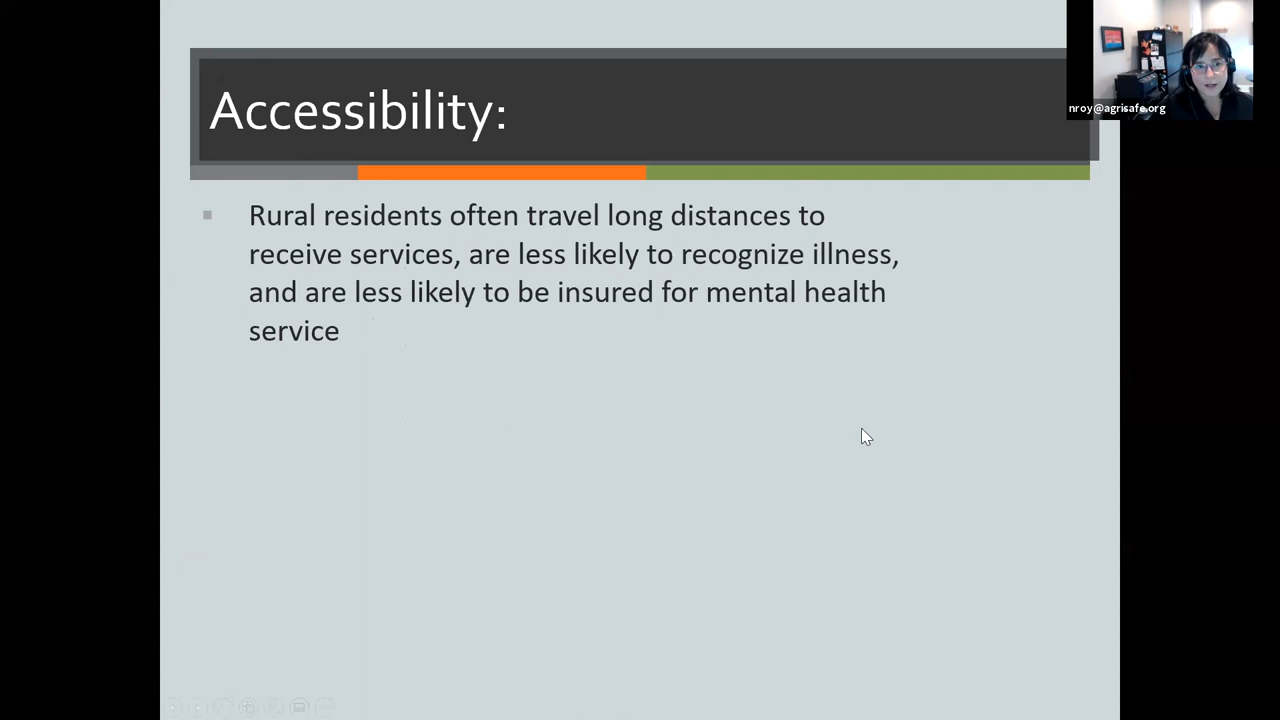 Accessibility:
nroy@agrisafe.org
▪ Rural residents often travel long distances to
receive services, are less likely to recognize illness,
and are less likely to be insured for mental health
service